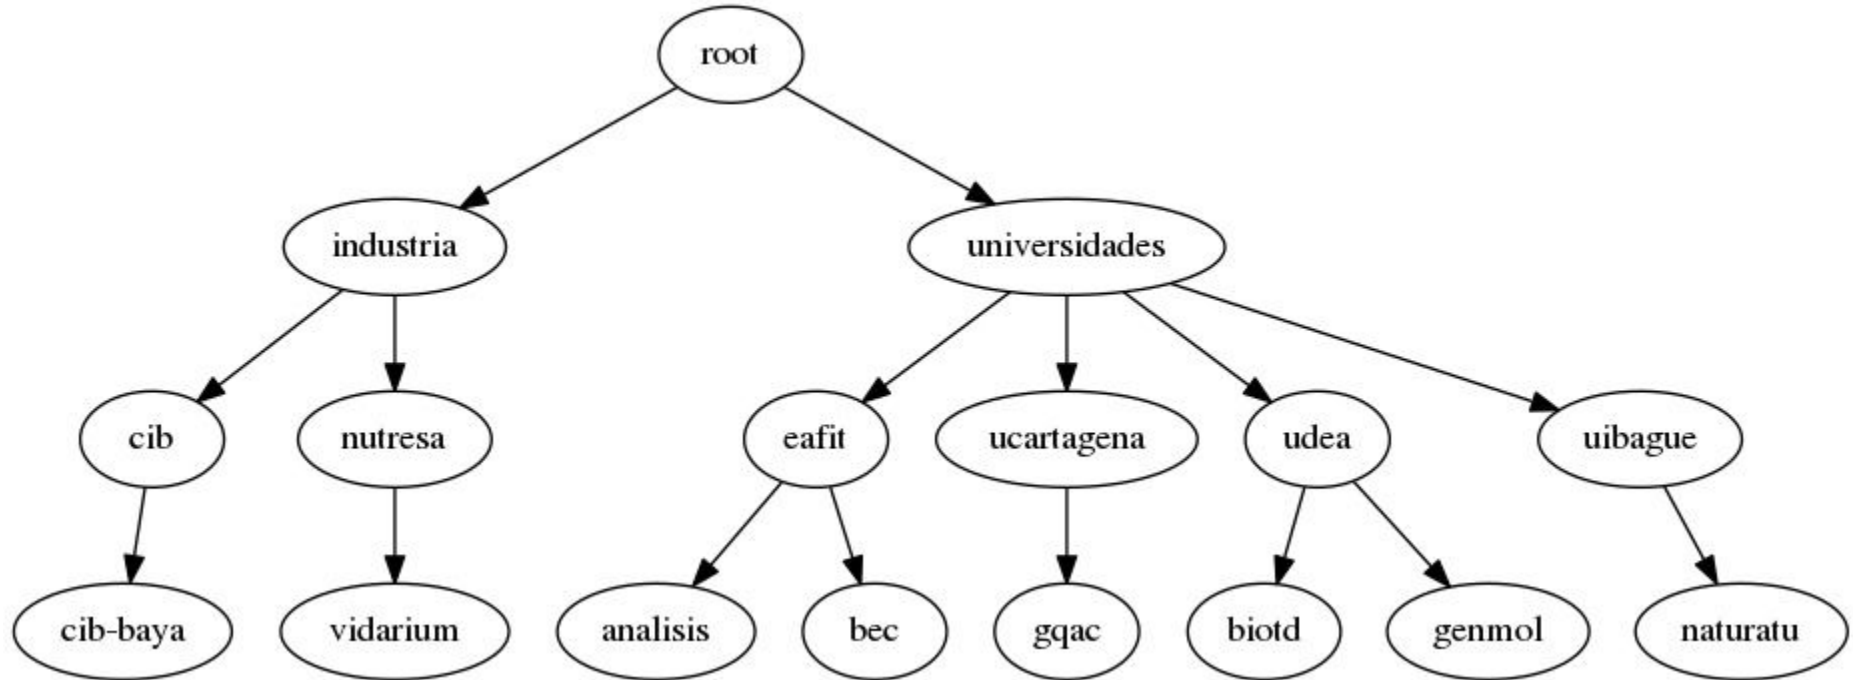 root
industria
universidades
cib
nutresa
eafit
ucartagena
udea
uibague
cib-baya
vidarium
analisis
bec
gqac
biotd
genmol
naturatu